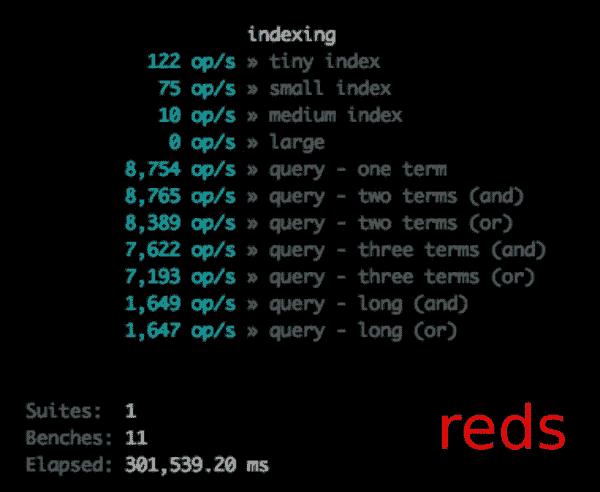 indexing
122 op/s » tiny index
75 op/s » small index
10 op/s » medium index
0 op/s » large
8,754 op/s » query - one term
8,765 op/s » query - two terms (and)
8,389 op/s » query - two terms (or)
7,622 op/s » query - three terms (and)
7,193 op/s » query - three terms (or)
1,649 op/s » query - long (and)
1,647 op/s » query - long (or)
Suites: 1
Benches: 11
Elapsed: 301,539.20 ms
reds